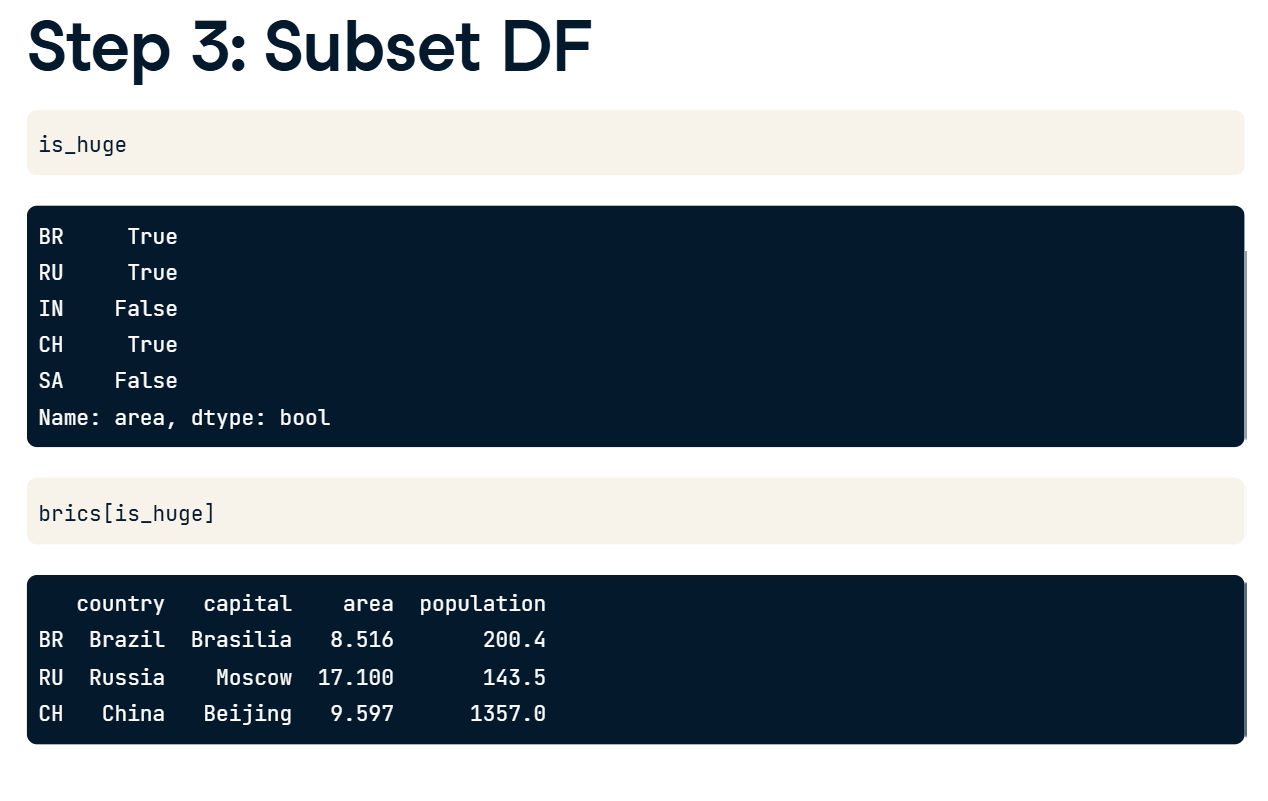 Step 3: Subset DF
is_huge
BR     True
RU     True
IN    False
CH     True
SA    False
Name: area, dtype: bool
brics[is_huge]
   country   capital    area  population
BR  Brazil  Brasilia   8.516       200.4
RU  Russia    Moscow  17.100       143.5
CH   China   Beijing   9.597      1357.0